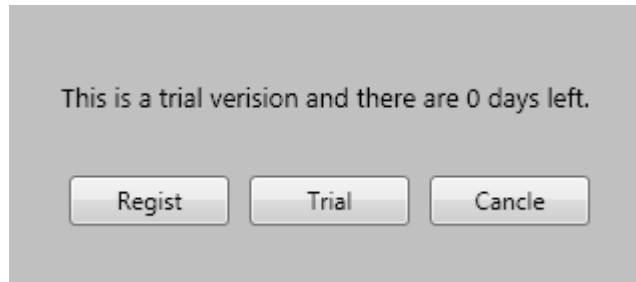 This is a trial verision and there are 0 days left.
Regist Trial Cancle